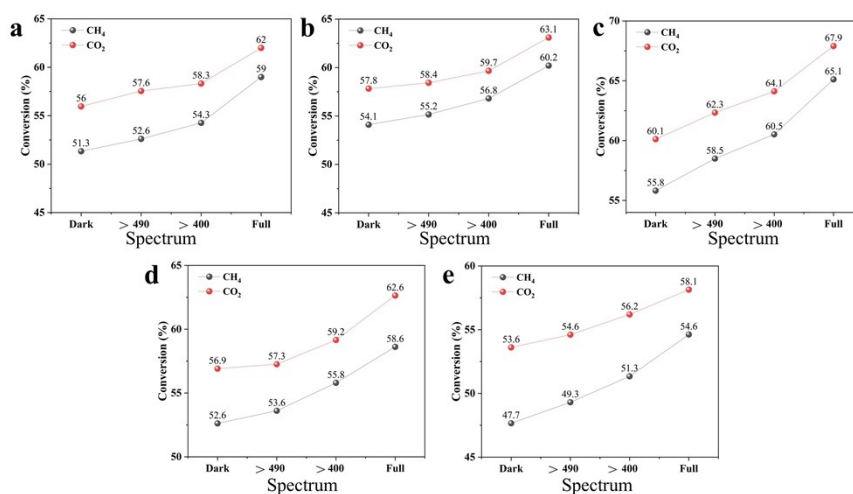 a
CH₄
CO₂
Conversion (%)
65
60
55
50
45
56
57.6
58.3
62
51.3
52.6
54.3
59
Dark
> 490
> 400
Full
Spectrum
b
CH₄
CO₂
Conversion (%)
65
60
55
50
45
57.8
58.4
59.7
63.1
54.1
55.2
56.8
60.2
Dark
> 490
> 400
Full
Spectrum
c
CH₄
CO₂
Conversion (%)
70
65
60
55
60.1
62.3
64.1
67.9
55.8
58.5
60.5
65.1
Dark
> 490
> 400
Full
Spectrum
d
CH₄
CO₂
Conversion (%)
65
60
55
50
56.9
57.3
59.2
62.6
52.6
53.6
55.8
58.6
Dark
> 490
> 400
Full
Spectrum
e
CH₄
CO₂
Conversion (%)
60
55
50
45
53.6
54.6
56.2
58.1
47.7
49.3
51.3
54.6
Dark
> 490
> 400
Full
Spectrum